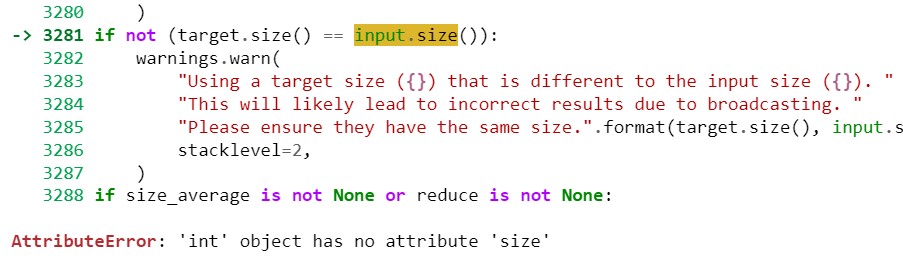 3280     )
-> 3281 if not (target.size() == input.size()):
3282     warnings.warn(
3283         "Using a target size ({}) that is different to the input size ({}). "
3284         "This will likely lead to incorrect results due to broadcasting. "
3285         "Please ensure they have the same size.".format(target.size(), input.s
3286         stacklevel=2,
3287     )
3288 if size_average is not None or reduce is not None:
AttributeError: 'int' object has no attribute 'size'